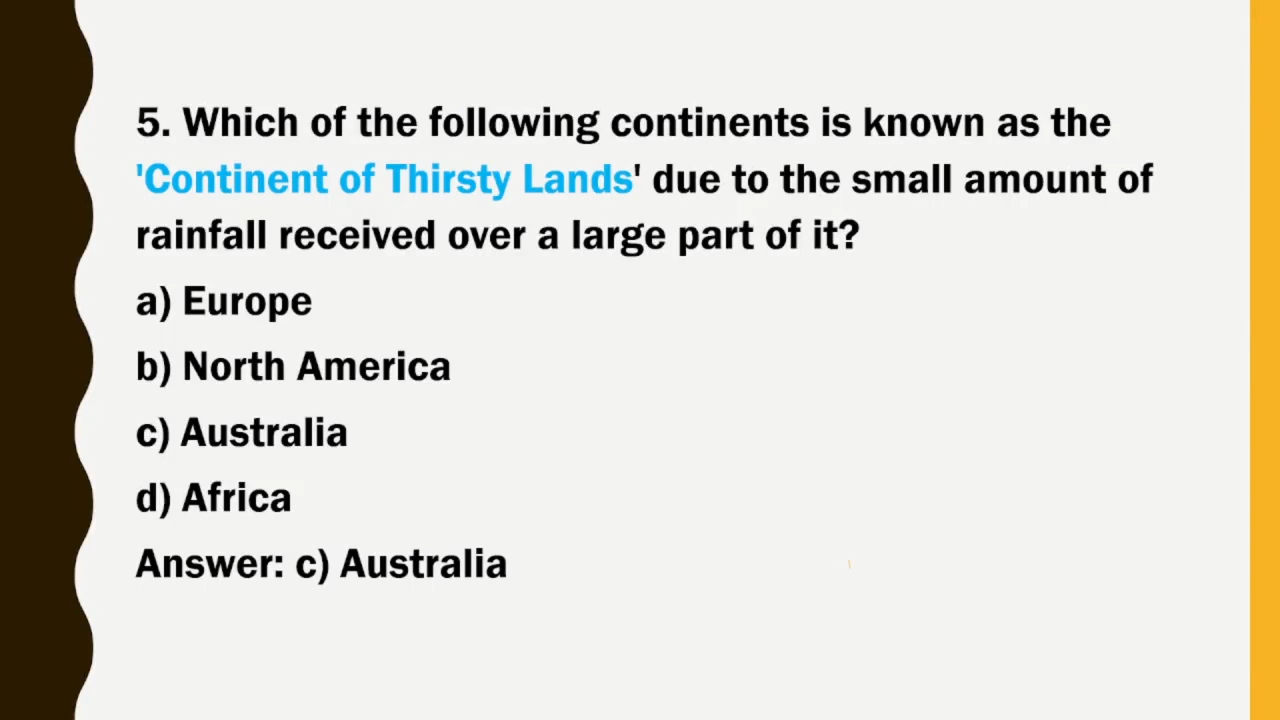 5. Which of the following continents is known as the
'Continent of Thirsty Lands' due to the small amount of
rainfall received over a large part of it?
a) Europe
b) North America
c) Australia
d) Africa
Answer: c) Australia